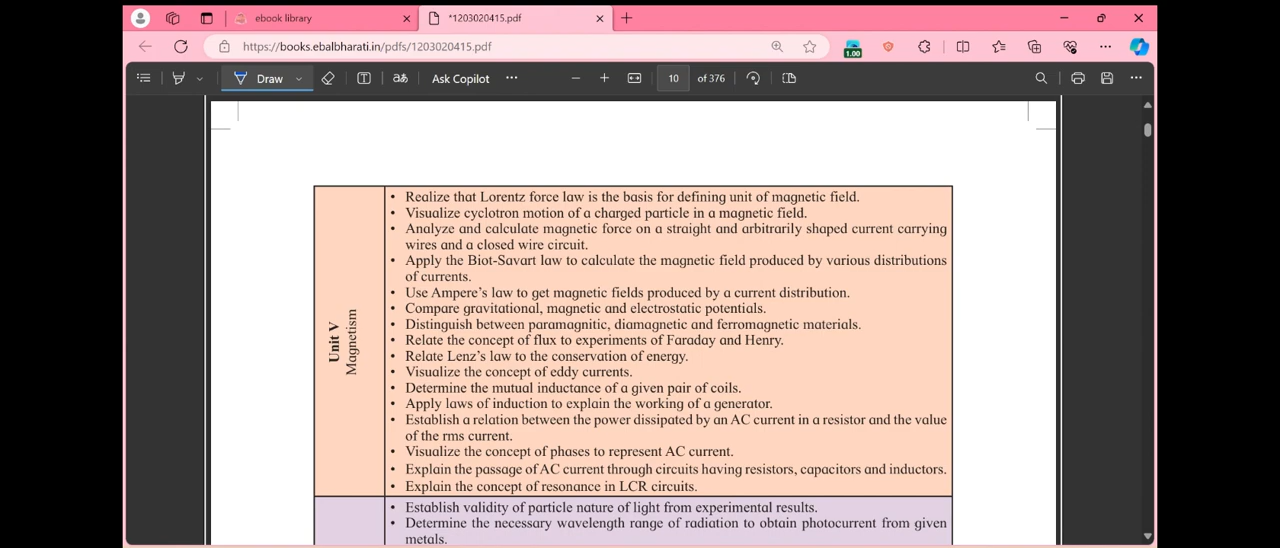 ebook library
*1203020415.pdf
https://books.ebalbharati.in/pdfs/1203020415.pdf
1.00
Draw
aあ
Ask Copilot
10
of 376
Unit V
Magnetism
• Realize that Lorentz force law is the basis for defining unit of magnetic field.
• Visualize cyclotron motion of a charged particle in a magnetic field.
• Analyze and calculate magnetic force on a straight and arbitrarily shaped current carrying
wires and a closed wire circuit.
• Apply the Biot-Savart law to calculate the magnetic field produced by various distributions
of currents.
• Use Ampere's law to get magnetic fields produced by a current distribution.
• Compare gravitational, magnetic and electrostatic potentials.
• Distinguish between paramagnitic, diamagnetic and ferromagnetic materials.
• Relate the concept of flux to experiments of Faraday and Henry.
• Relate Lenz's law to the conservation of energy.
• Visualize the concept of eddy currents.
• Determine the mutual inductance of a given pair of coils.
• Apply laws of induction to explain the working of a generator.
• Establish a relation between the power dissipated by an AC current in a resistor and the value
of the rms current.
• Visualize the concept of phases to represent AC current.
• Explain the passage of AC current through circuits having resistors, capacitors and inductors.
• Explain the concept of resonance in LCR circuits.
• Establish validity of particle nature of light from experimental results.
• Determine the necessary wavelength range of radiation to obtain photocurrent from given
metals.